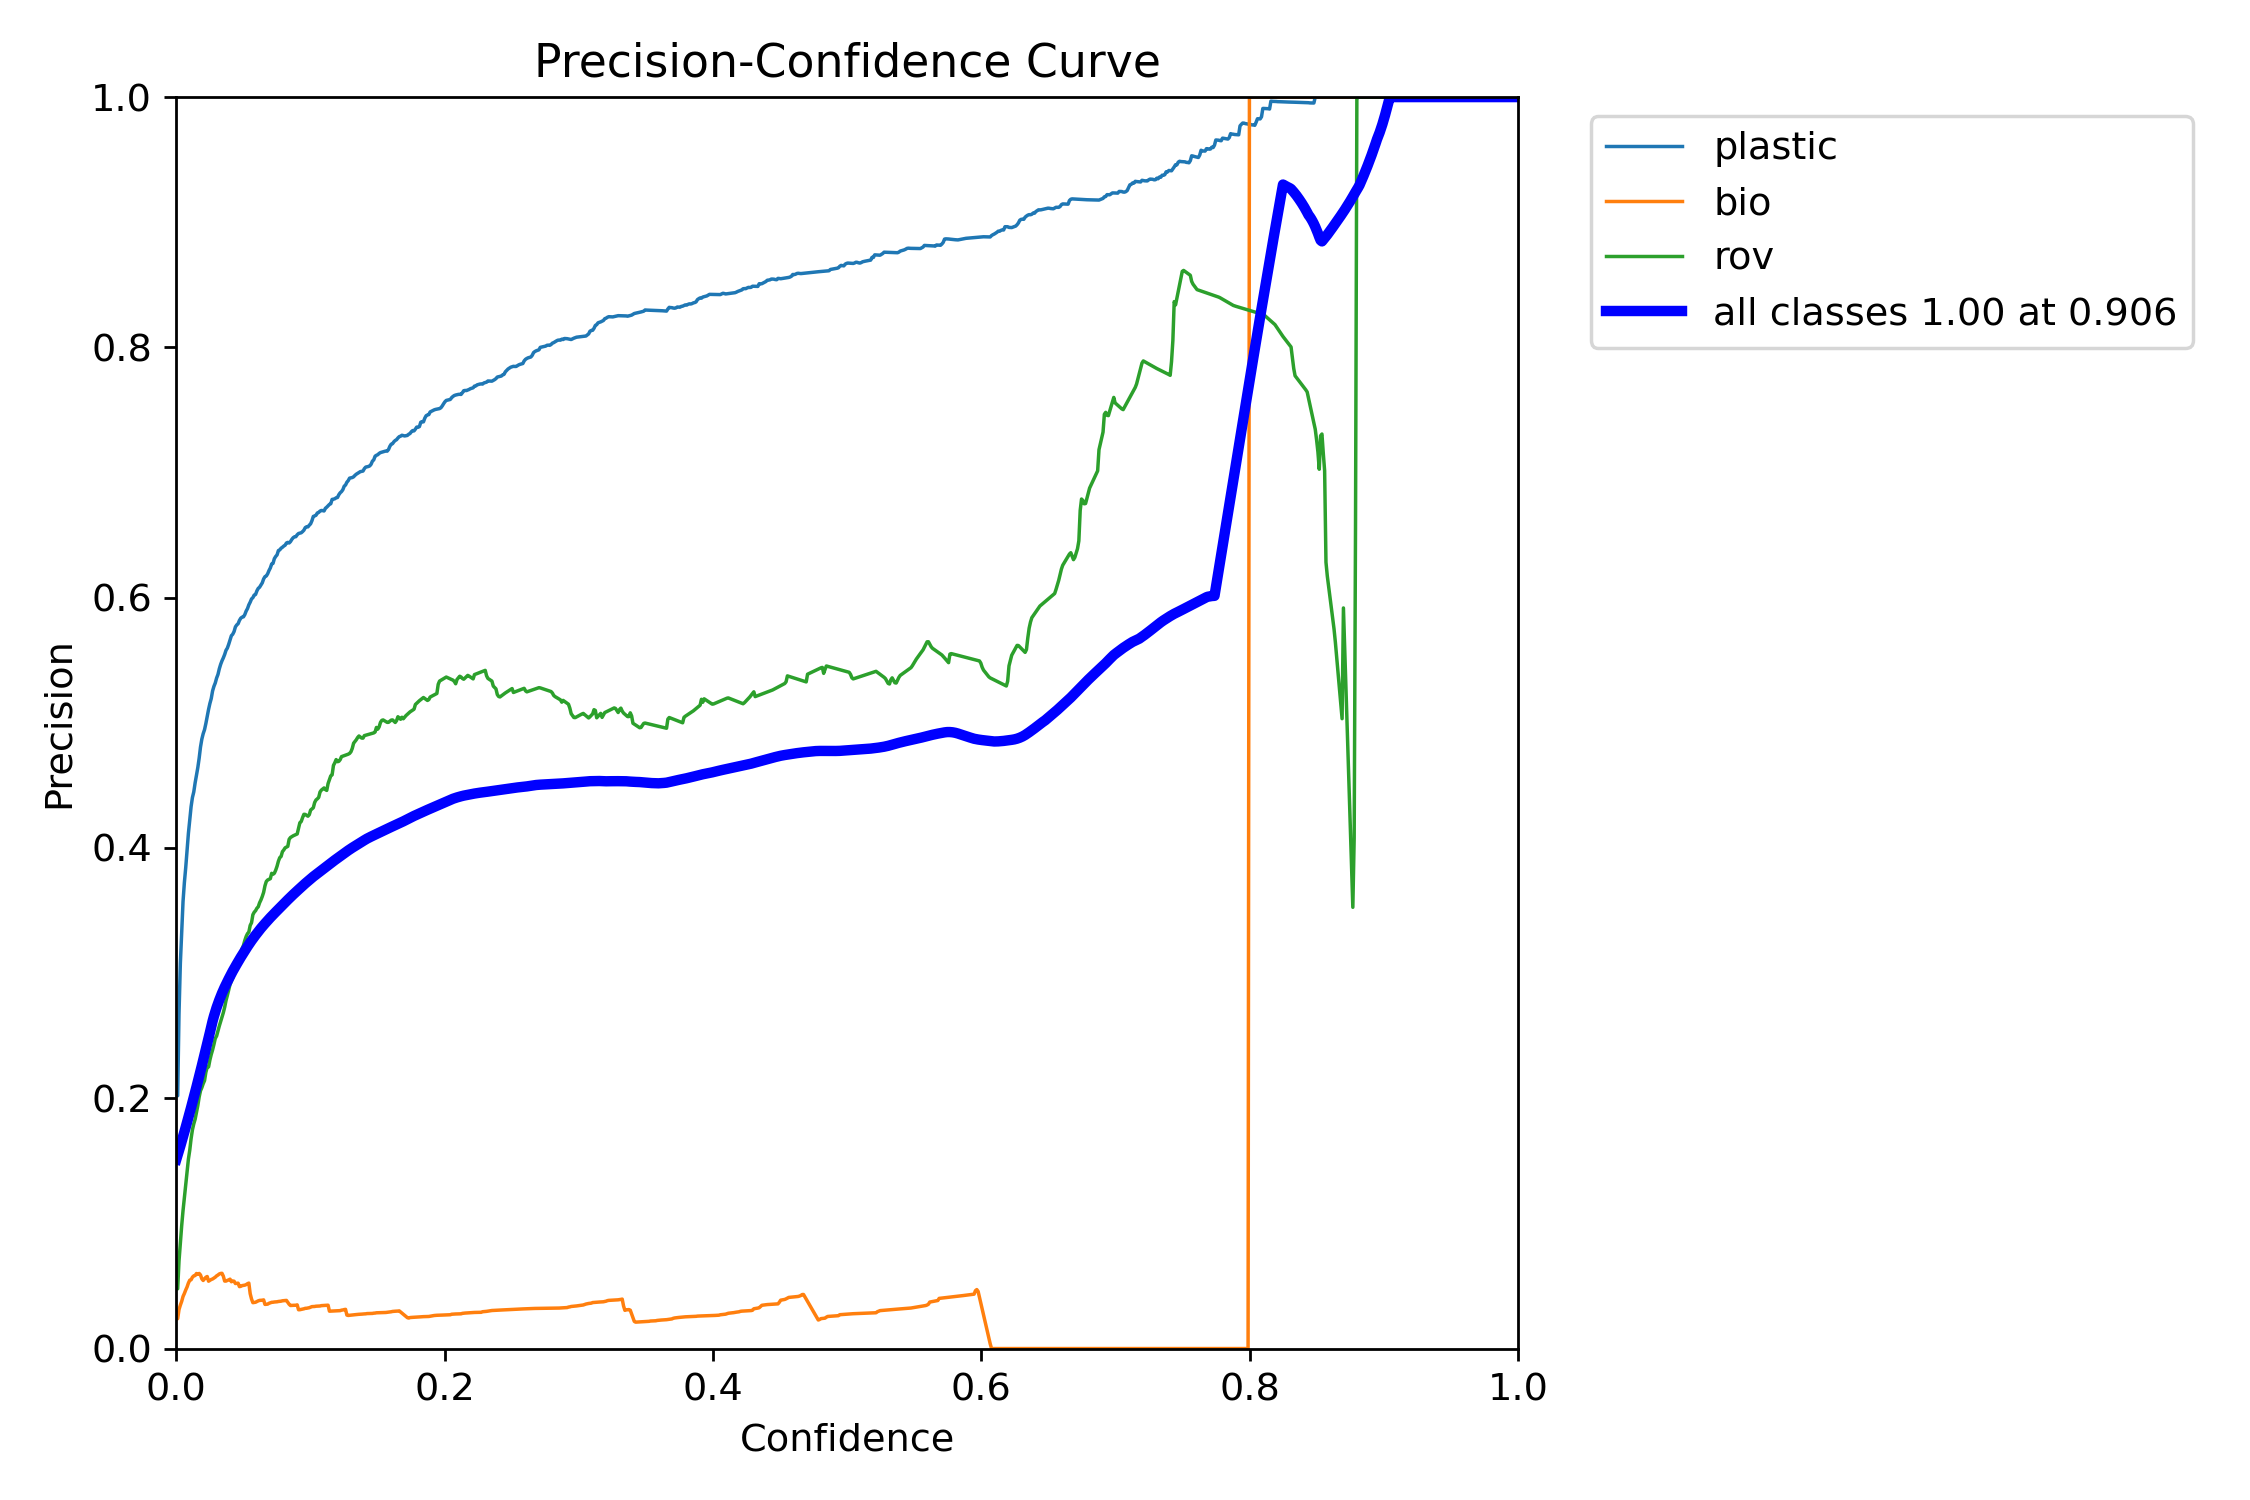 Precision-Confidence Curve
1.0
0.8
0.6
0.4
0.2
0.0
Precision
0.0 0.2 0.4 0.6 0.8 1.0
Confidence
plastic
bio
rov
all classes 1.00 at 0.906